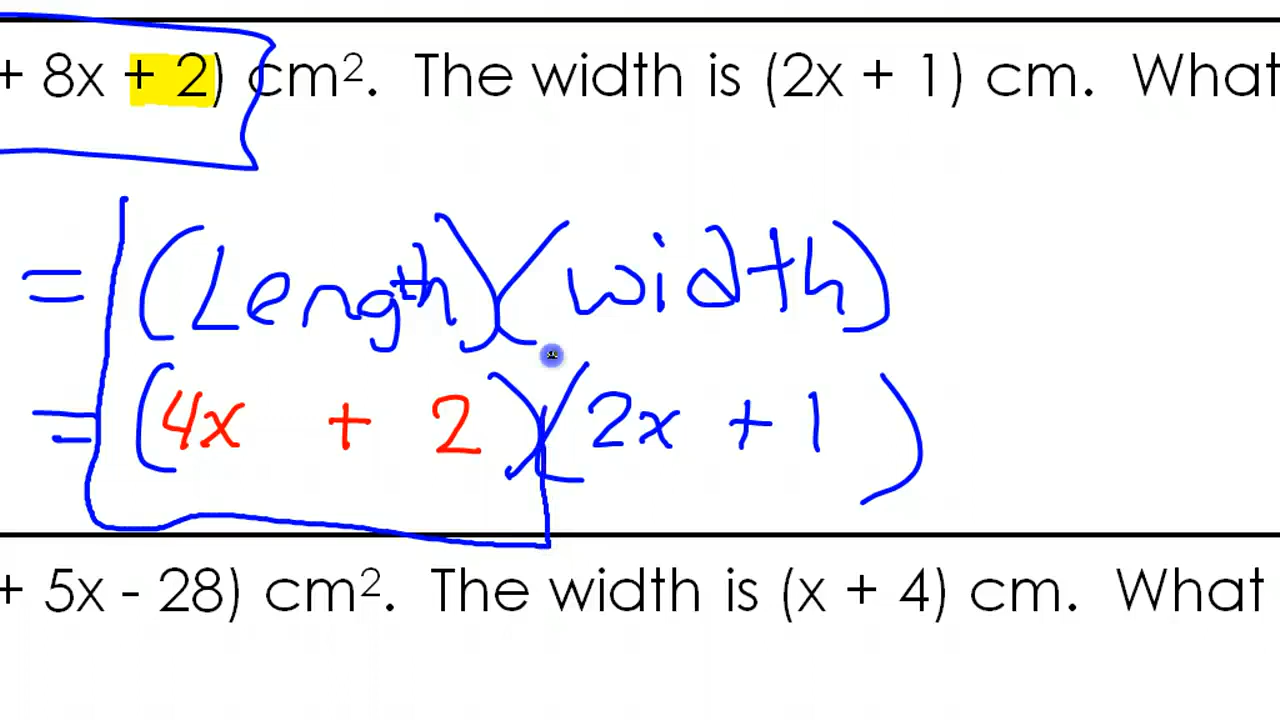 + 8x + 2) cm². The width is (2x + 1) cm. What
= (Length)(width)
= (4x + 2)(2x + 1)
+ 5x - 28) cm². The width is (x + 4) cm. What